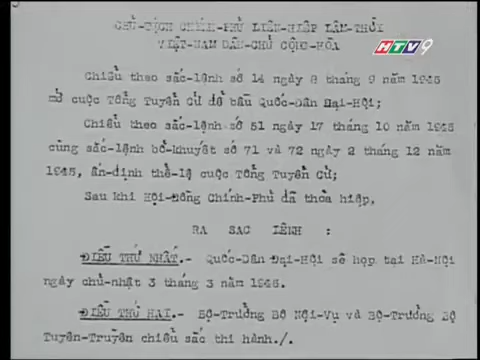 CHỦ-TỊCH CHÍNH-PHỦ LIÊN-HIỆP LÂM-THỜI
VIỆT-NAM DÂN-CHỦ CỘNG-HÒA
HTV9
Chiểu theo sắc-lệnh số 14 ngày 8 tháng 9 năm 1945
mở cuộc Tổng Tuyển Cử để bầu Quốc-Dân Đại-Hội;
Chiểu theo sắc-lệnh số 51 ngày 17 tháng 10 năm 1945
cùng sắc-lệnh bổ-khuyết số 71 và 72 ngày 2 tháng 12 năm
1945, ấn-định thể-lệ cuộc Tổng Tuyển Cử;
Sau khi Hội-Đồng Chính-Phủ đã thỏa hiệp,
RA SAC LỆNH :
ĐIỀU THỨ NHẤT.- Quốc-Dân Đại-Hội sẽ họp tại Hà-Nội
ngày chủ-nhật 3 tháng 3 năm 1946.
ĐIỀU THỨ HAI.- Bộ-Trưởng Bộ Nội-Vụ và Bộ-Trưởng Bộ
Tuyên-Truyền chiểu sắc thi hành./.